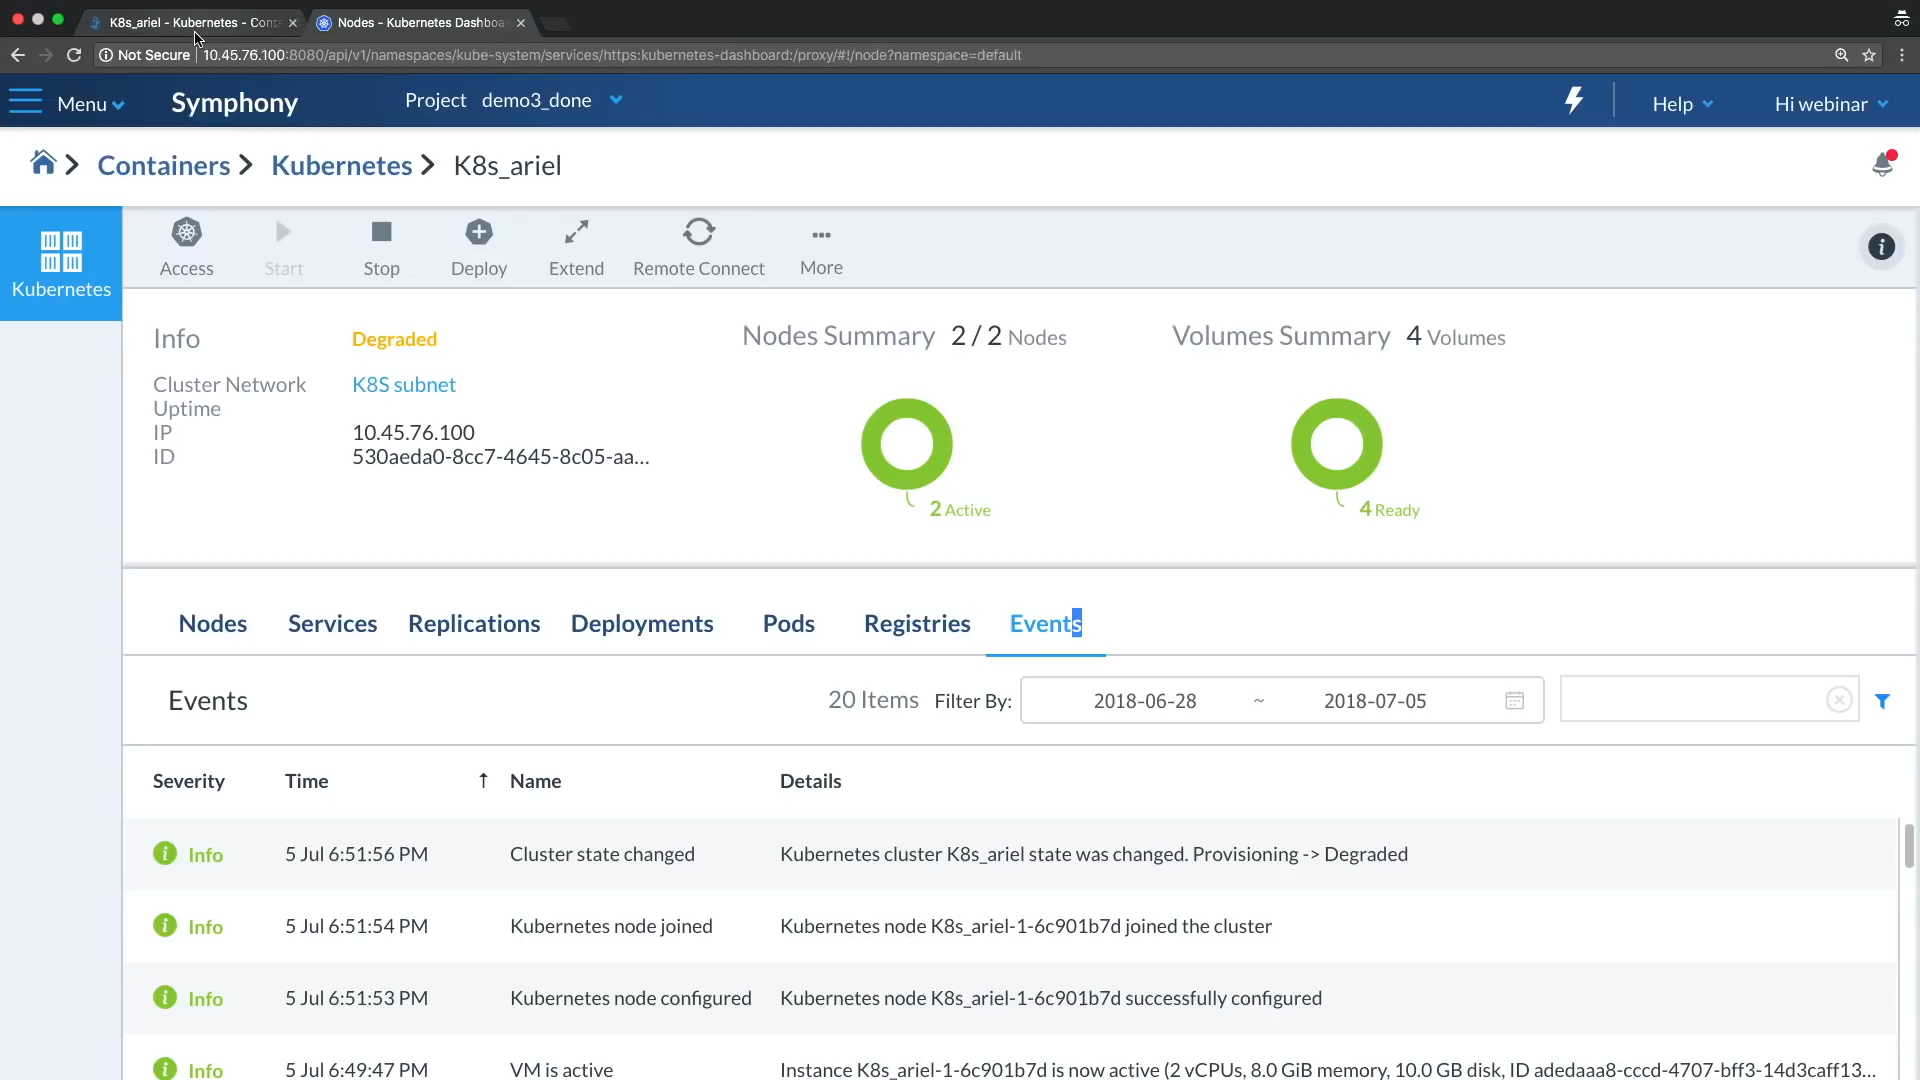 K8s_ariel - Kubernetes - Cont
Nodes - Kubernetes Dashboa
Not Secure 10.45.76.100:8080/api/v1/namespaces/kube-system/services/https:kubernetes-dashboard:/proxy/#!/node?namespace=default
Menu Symphony Project demo3_done Help Hi webinar
Containers Kubernetes K8s_ariel
Kubernetes
Access Start Stop Deploy Extend Remote Connect More
Info Degraded
Cluster Network K8S subnet
Uptime
IP 10.45.76.100
ID 530aeda0-8cc7-4645-8c05-aa...
Nodes Summary 2 / 2 Nodes
2 Active
Volumes Summary 4 Volumes
4 Ready
Nodes Services Replications Deployments Pods Registries Events
Events 20 Items Filter By: 2018-06-28 ~ 2018-07-05
Severity Time ↑ Name Details
Info 5 Jul 6:51:56 PM Cluster state changed Kubernetes cluster K8s_ariel state was changed. Provisioning -> Degraded
Info 5 Jul 6:51:54 PM Kubernetes node joined Kubernetes node K8s_ariel-1-6c901b7d joined the cluster
Info 5 Jul 6:51:53 PM Kubernetes node configured Kubernetes node K8s_ariel-1-6c901b7d successfully configured
Info 5 Jul 6:49:47 PM VM is active Instance K8s_ariel-1-6c901b7d is now active (2 vCPUs, 8.0 GiB memory, 10.0 GB disk, ID adedaaa8-cccd-4707-bff3-14d3caff13...